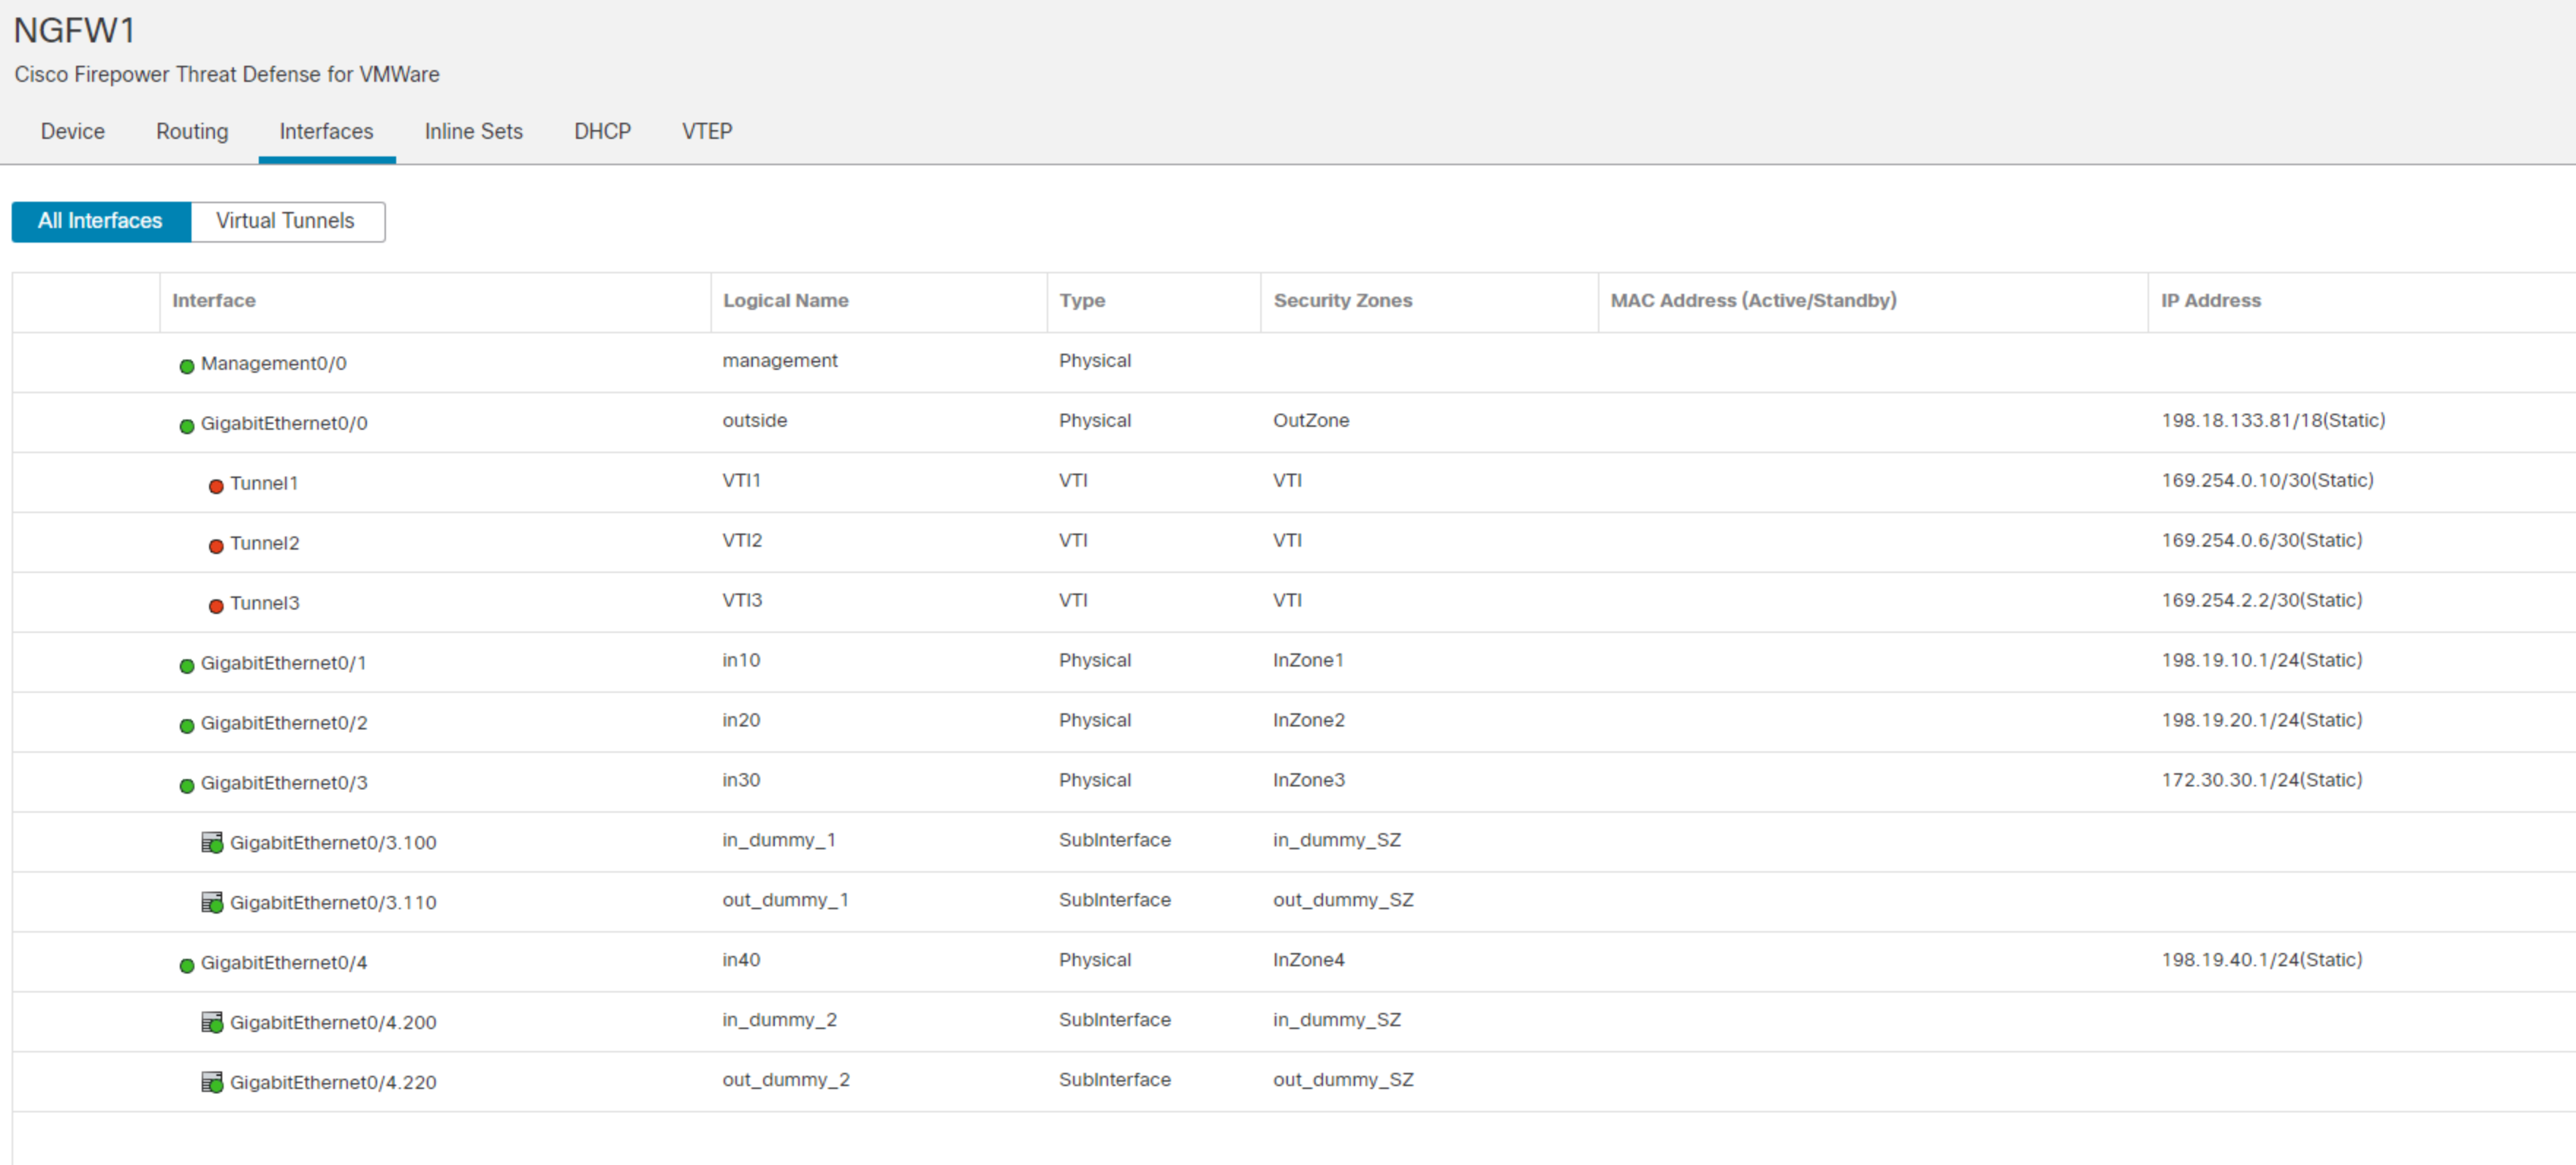 NGFW1
Cisco Firepower Threat Defense for VMWare
Device Routing Interfaces Inline Sets DHCP VTEP
All Interfaces Virtual Tunnels
Interface Logical Name Type Security Zones MAC Address (Active/Standby) IP Address
Management0/0 management Physical
GigabitEthernet0/0 outside Physical OutZone 198.18.133.81/18(Static)
Tunnel1 VTI1 VTI VTI 169.254.0.10/30(Static)
Tunnel2 VTI2 VTI VTI 169.254.0.6/30(Static)
Tunnel3 VTI3 VTI VTI 169.254.2.2/30(Static)
GigabitEthernet0/1 in10 Physical InZone1 198.19.10.1/24(Static)
GigabitEthernet0/2 in20 Physical InZone2 198.19.20.1/24(Static)
GigabitEthernet0/3 in30 Physical InZone3 172.30.30.1/24(Static)
GigabitEthernet0/3.100 in_dummy_1 SubInterface in_dummy_SZ
GigabitEthernet0/3.110 out_dummy_1 SubInterface out_dummy_SZ
GigabitEthernet0/4 in40 Physical InZone4 198.19.40.1/24(Static)
GigabitEthernet0/4.200 in_dummy_2 SubInterface in_dummy_SZ
GigabitEthernet0/4.220 out_dummy_2 SubInterface out_dummy_SZ